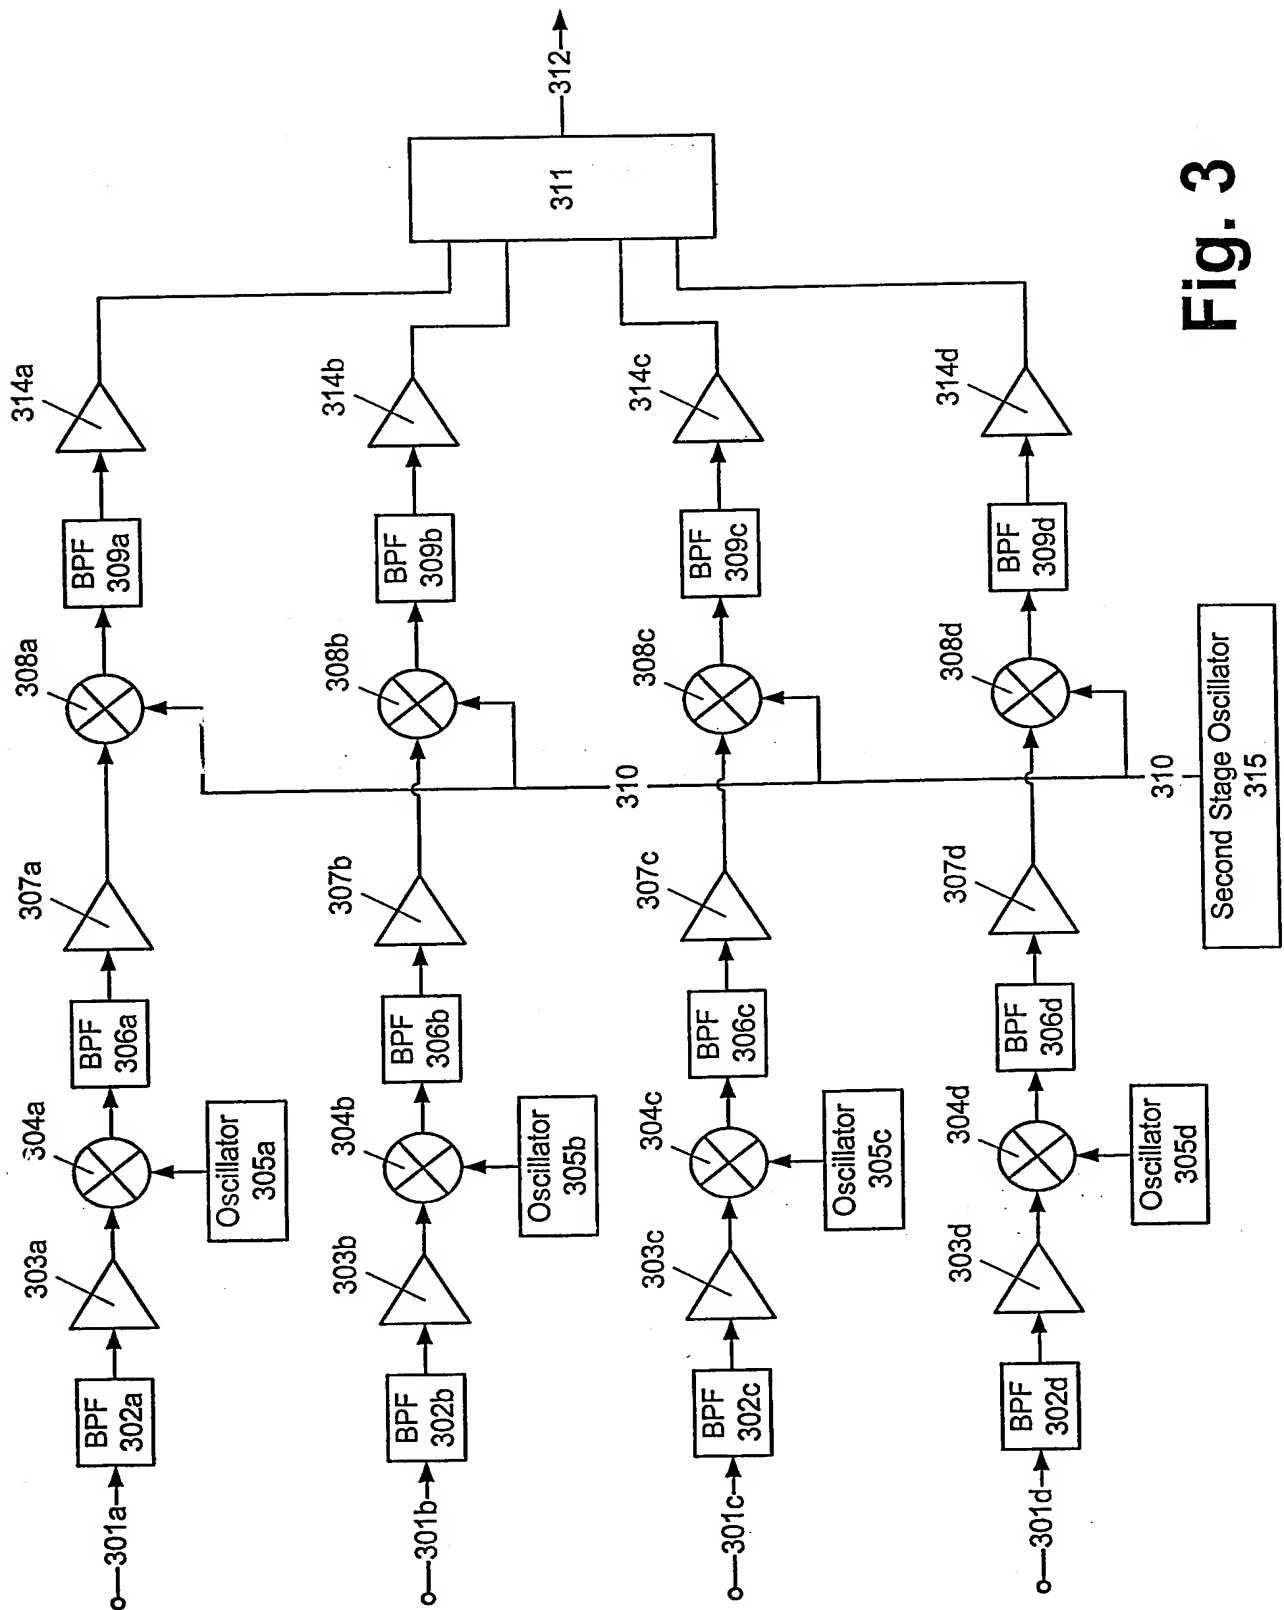 301a
BPF
302a
303a
304a
Oscillator
305a
BPF
306a
307a
308a
BPF
309a
314a
301b
BPF
302b
303b
304b
Oscillator
305b
BPF
306b
307b
308b
BPF
309b
314b
310
311
312
301c
BPF
302c
303c
304c
Oscillator
305c
BPF
306c
307c
308c
BPF
309c
314c
301d
BPF
302d
303d
304d
Oscillator
305d
BPF
306d
307d
308d
BPF
309d
314d
310
Second Stage Oscillator
315
Fig. 3